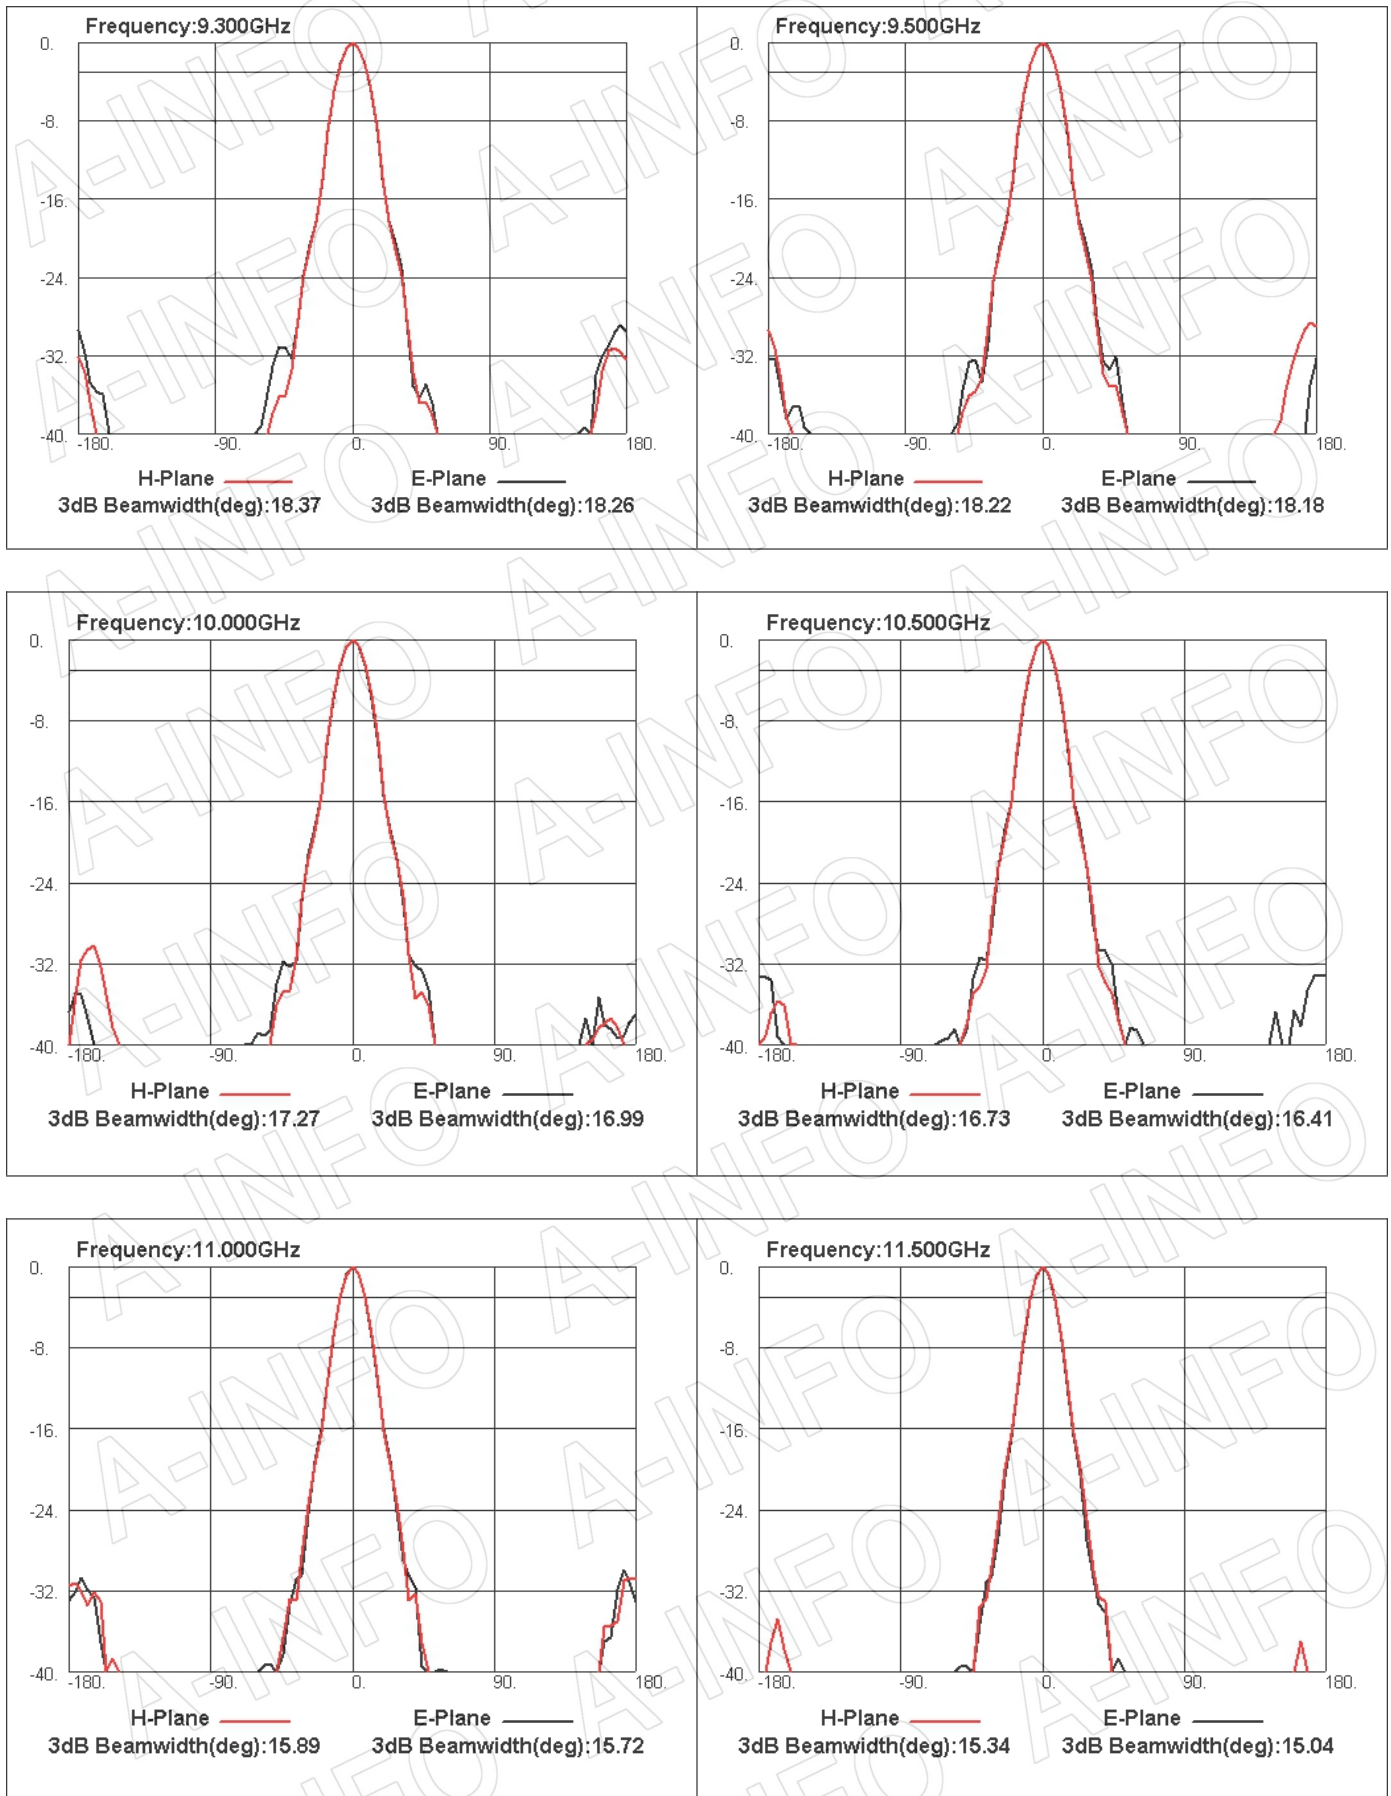 Frequency:9.300GHz
0.
-8.
-16.
-24.
-32.
-40.
-180. -90. 0. 90. 180.
H-Plane E-Plane
3dB Beamwidth(deg):18.37 3dB Beamwidth(deg):18.26
Frequency:9.500GHz
0.
-8.
-16.
-24.
-32.
-40.
-180. -90. 0. 90. 180.
H-Plane E-Plane
3dB Beamwidth(deg):18.22 3dB Beamwidth(deg):18.18
Frequency:10.000GHz
0.
-8.
-16.
-24.
-32.
-40.
-180. -90. 0. 90. 180.
H-Plane E-Plane
3dB Beamwidth(deg):17.27 3dB Beamwidth(deg):16.99
Frequency:10.500GHz
0.
-8.
-16.
-24.
-32.
-40.
-180. -90. 0. 90. 180.
H-Plane E-Plane
3dB Beamwidth(deg):16.73 3dB Beamwidth(deg):16.41
Frequency:11.000GHz
0.
-8.
-16.
-24.
-32.
-40.
-180. -90. 0. 90. 180.
H-Plane E-Plane
3dB Beamwidth(deg):15.89 3dB Beamwidth(deg):15.72
Frequency:11.500GHz
0.
-8.
-16.
-24.
-32.
-40.
-180. -90. 0. 90. 180.
H-Plane E-Plane
3dB Beamwidth(deg):15.34 3dB Beamwidth(deg):15.04
A-INFO